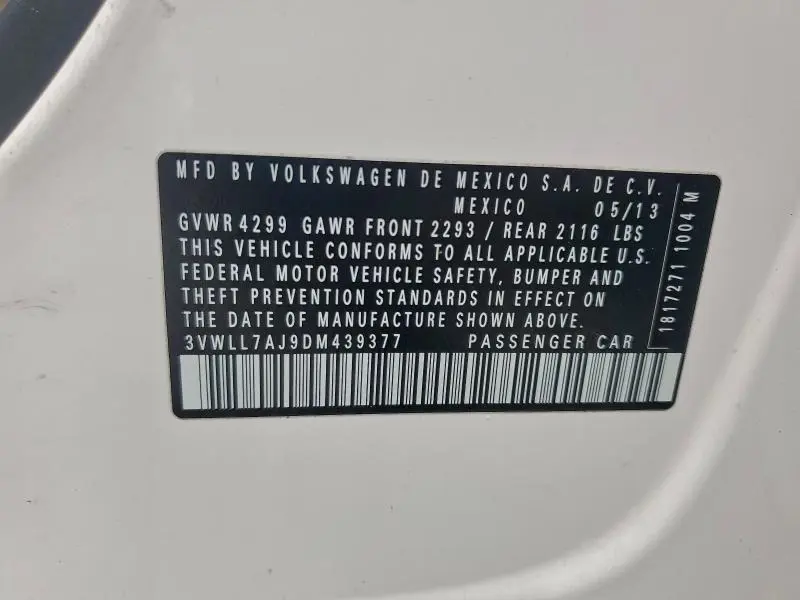 MFD BY VOLKSWAGEN DE MEXICO S.A. DE C.V.
MEXICO 05/13
GVWR 4299 GAWR FRONT 2293 / REAR 2116 LBS
THIS VEHICLE CONFORMS TO ALL APPLICABLE U.S.
FEDERAL MOTOR VEHICLE SAFETY, BUMPER AND
THEFT PREVENTION STANDARDS IN EFFECT ON
THE DATE OF MANUFACTURE SHOWN ABOVE.
3VWLL7AJ9DM439377 PASSENGER CAR
1817271 1004 M